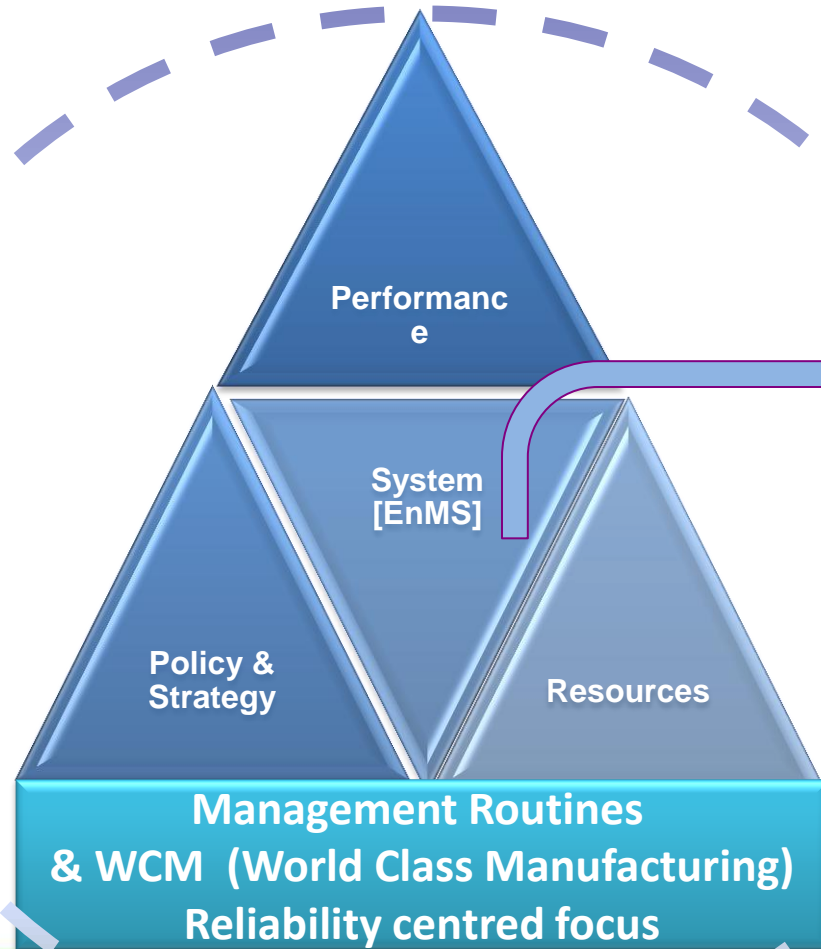 Performanc
e
System
[EnMS]
Policy &
Strategy
Resources
Management Routines
& WCM  (World Class Manufacturing)
Reliability centred focus